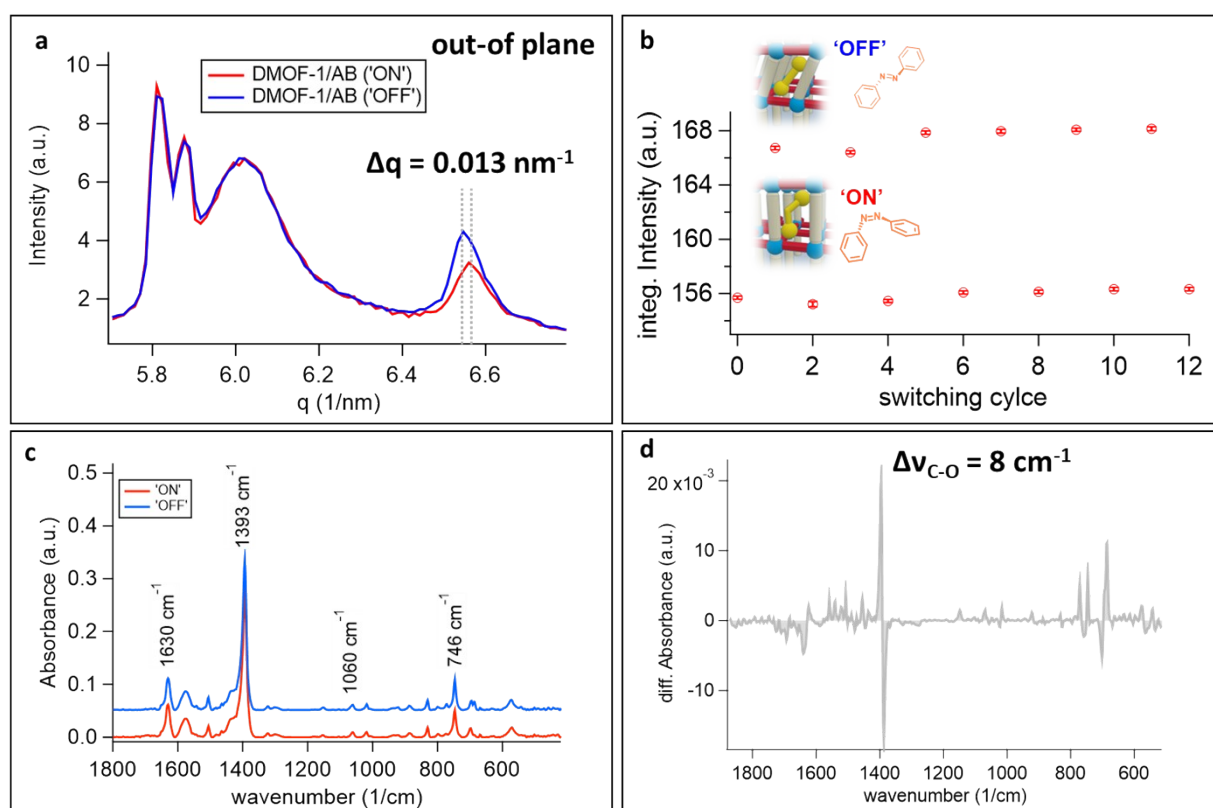 a
out-of plane
DMOF-1/AB ('ON')
DMOF-1/AB ('OFF')
Δq = 0.013 nm⁻¹
10
8
6
4
2
Intensity (a.u.)
5.8 6.0 6.2 6.4 6.6
q (1/nm)
b
'OFF'
N=N
'ON'
N=N
168
164
160
156
integ. Intensity (a.u.)
0 2 4 6 8 10 12
switching cylce
c
'ON'
'OFF'
1630 cm⁻¹
1393 cm⁻¹
1060 cm⁻¹
746 cm⁻¹
0.5
0.4
0.3
0.2
0.1
0.0
Absorbance (a.u.)
1800 1600 1400 1200 1000 800 600
wavenumber (1/cm)
d
Δν_C-O = 8 cm⁻¹
20 x10⁻³
10
0
-10
diff. Absorbance (a.u.)
1800 1600 1400 1200 1000 800 600
wavenumber (1/cm)